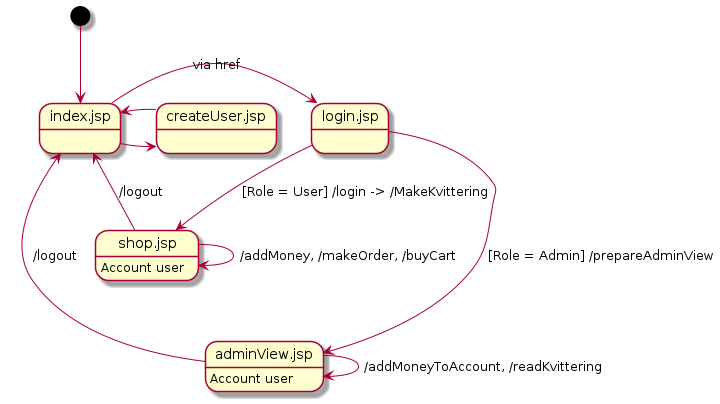 via href
index.jsp
createUser.jsp
login.jsp
/logout
[Role = User] /login -> /MakeKvittering
shop.jsp
Account user
/logout
/addMoney, /makeOrder, /buyCart
[Role = Admin] /prepareAdminView
adminView.jsp
Account user
/addMoneyToAccount, /readKvittering